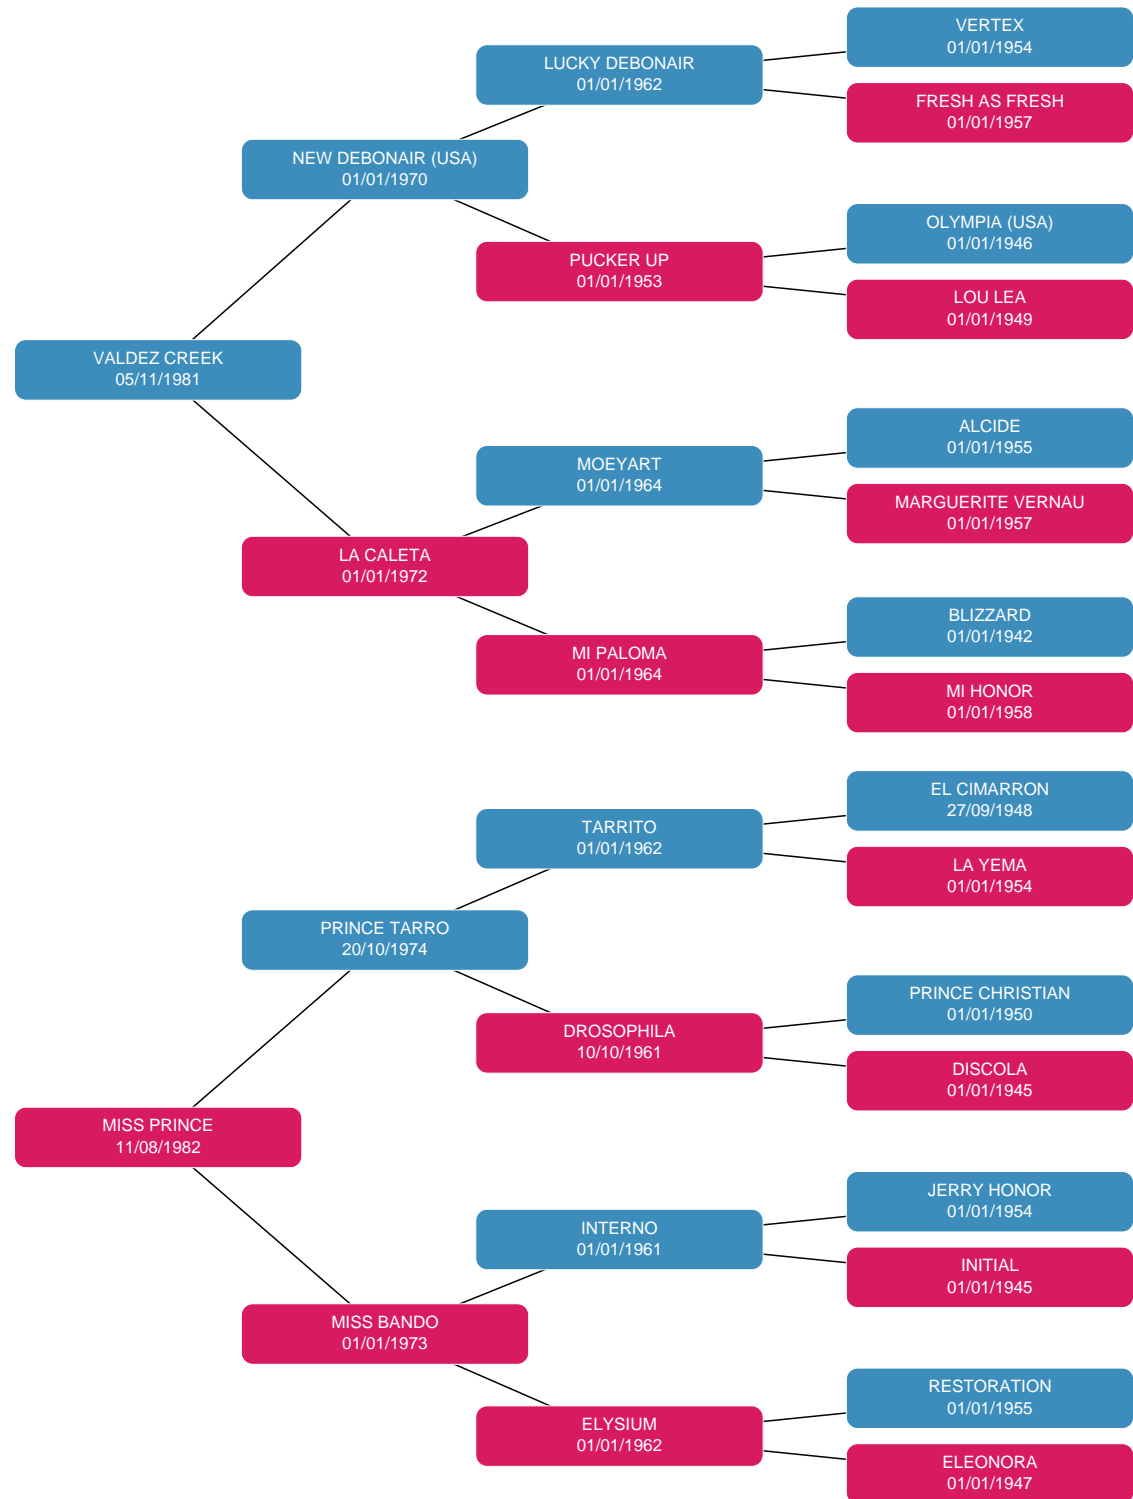 VERTEX
01/01/1954
LUCKY DEBONAIR
01/01/1962
FRESH AS FRESH
01/01/1957
NEW DEBONAIR (USA)
01/01/1970
OLYMPIA (USA)
01/01/1946
PUCKER UP
01/01/1953
LOU LEA
01/01/1949
VALDEZ CREEK
05/11/1981
ALCIDE
01/01/1955
MOEYART
01/01/1964
MARGUERITE VERNAU
01/01/1957
LA CALETA
01/01/1972
BLIZZARD
01/01/1942
MI PALOMA
01/01/1964
MI HONOR
01/01/1958
EL CIMARRON
27/09/1948
TARRITO
01/01/1962
LA YEMA
01/01/1954
PRINCE TARRO
20/10/1974
PRINCE CHRISTIAN
01/01/1950
DROSOPHILA
10/10/1961
DISCOLA
01/01/1945
MISS PRINCE
11/08/1982
JERRY HONOR
01/01/1954
INTERNO
01/01/1961
INITIAL
01/01/1945
MISS BANDO
01/01/1973
RESTORATION
01/01/1955
ELYSIUM
01/01/1962
ELEONORA
01/01/1947